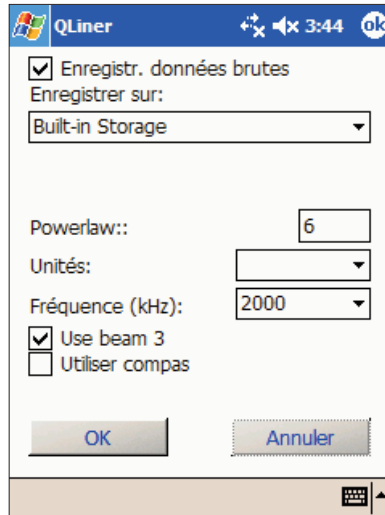 QLiner 3:44 ok
Enregistr. données brutes
Enregistrer sur:
Built-in Storage
Powerlaw:: 6
Unités:
Fréquence (kHz): 2000
Use beam 3
Utiliser compas
OK Annuler